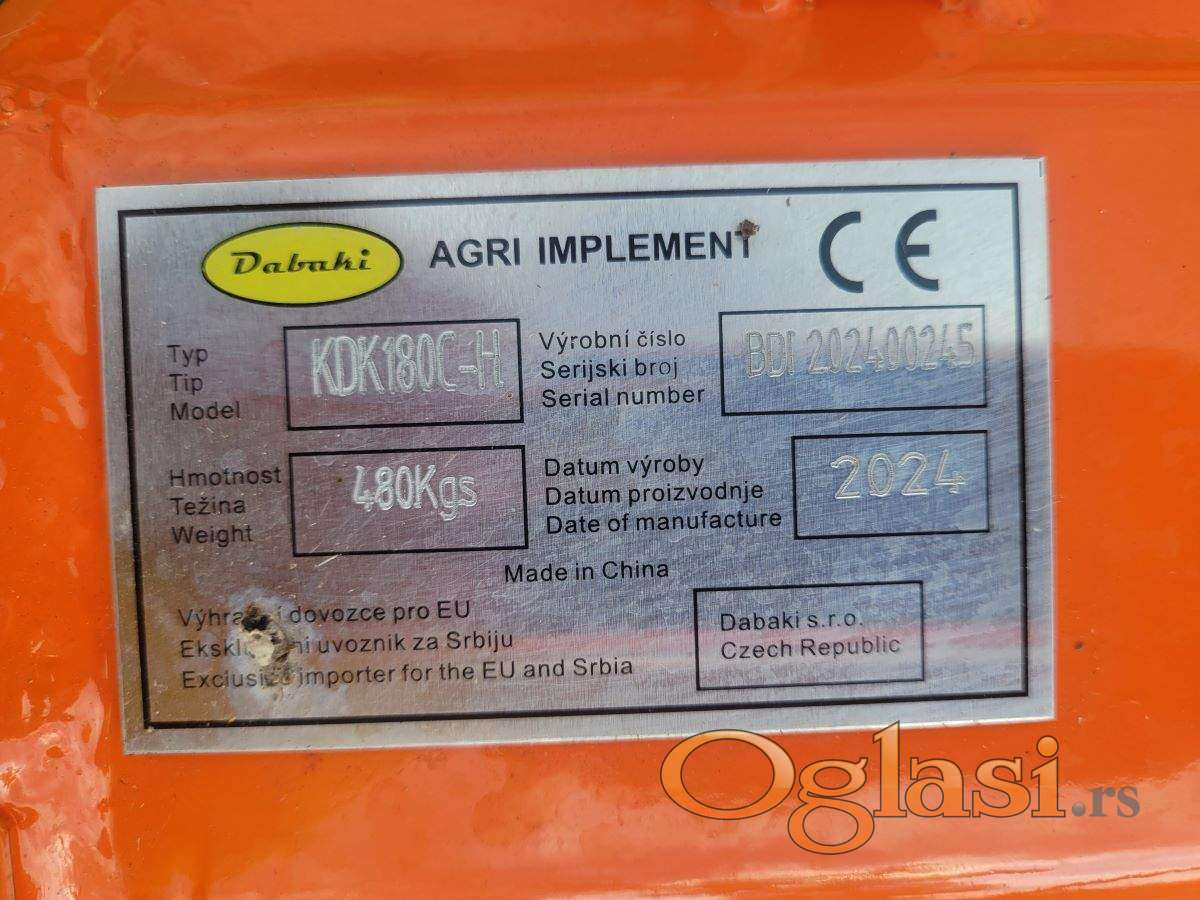 Dabaki AGRI IMPLEMENT CE
Typ
Tip
Model
KDK180C-H
Výrobní číslo
Serijski broj
Serial number
BDI 202400245
Hmotnost
Težina
Weight
480Kgs
Datum výroby
Datum proizvodnje
Date of manufacture
2024
Made in China
dovozce pro EU
uvoznik za Srbiju
importer for the EU and Srbia
Dabaki s.r.o.
Czech Republic
Oglasi.rs